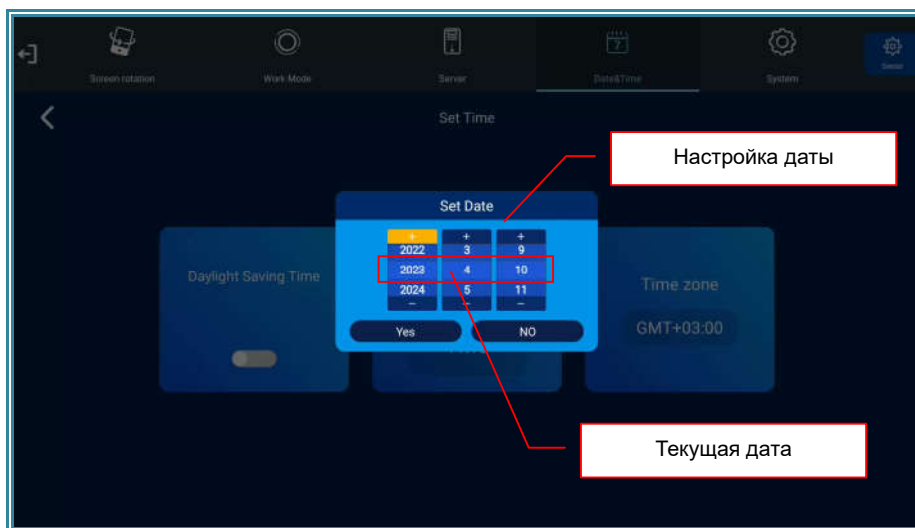 Screen rotation
Work Mode
Server
Date&Time
System
Set Time
Настройка даты
Set Date
+ + +
2022 3 9
2023 4 10
2024 5 11
− − −
Yes NO
Daylight Saving Time
Time zone
GMT+03:00
Текущая дата